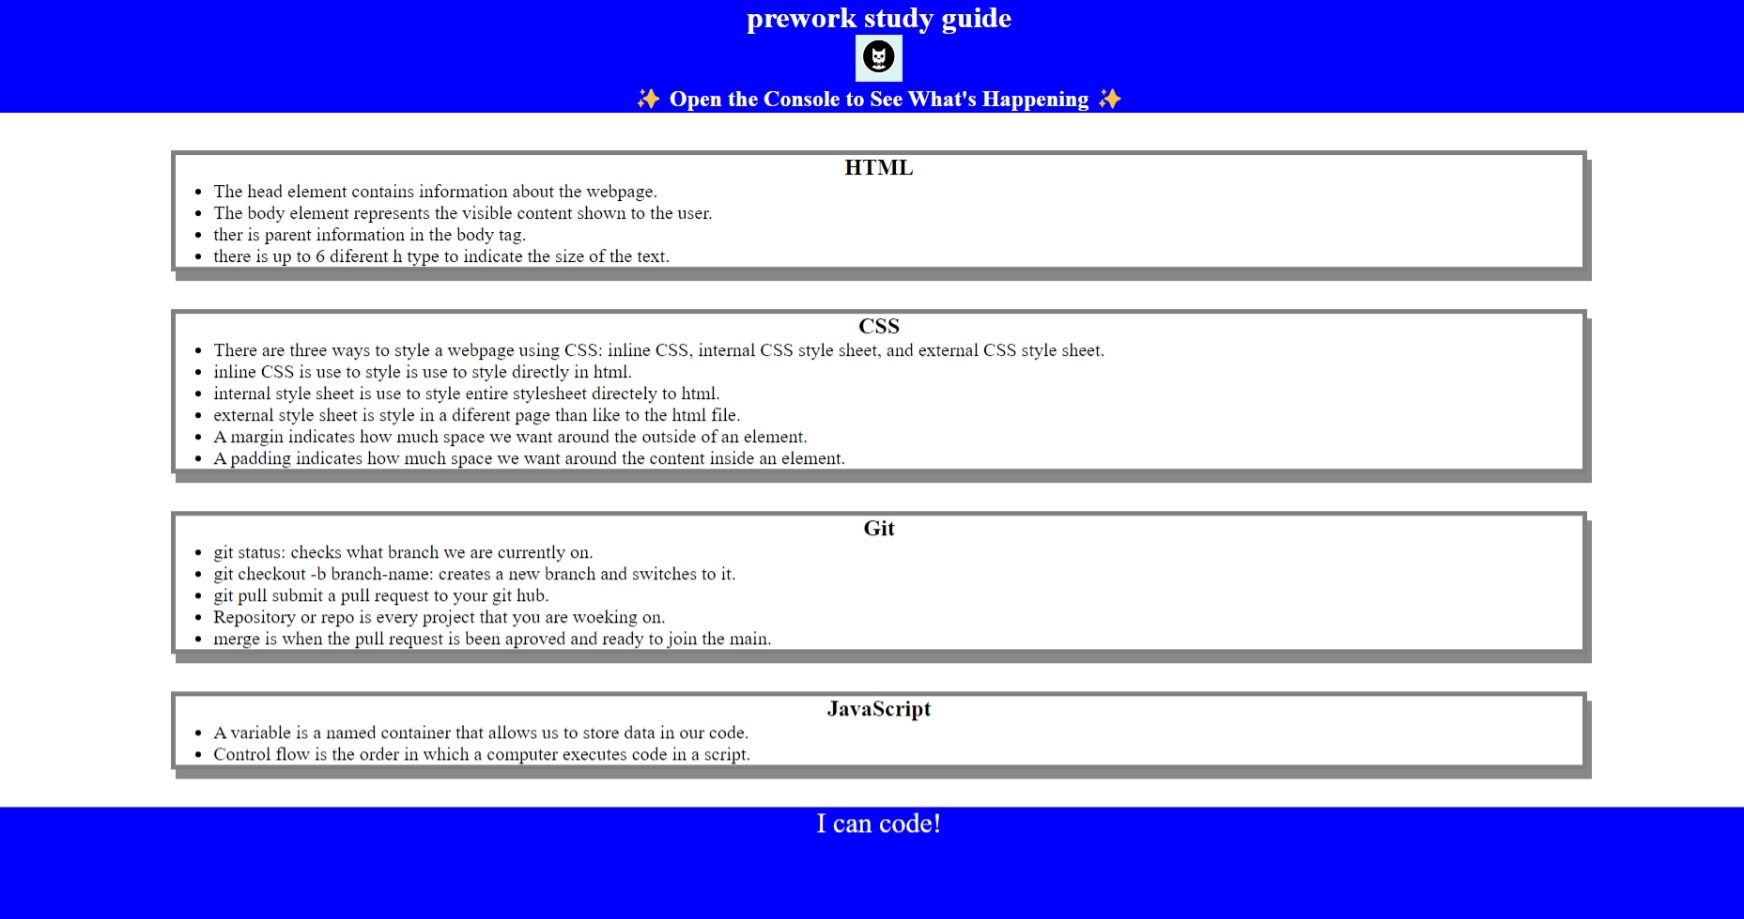 prework study guide
✨ Open the Console to See What's Happening ✨
HTML
• The head element contains information about the webpage.
• The body element represents the visible content shown to the user.
• ther is parent information in the body tag.
• there is up to 6 diferent h type to indicate the size of the text.
CSS
• There are three ways to style a webpage using CSS: inline CSS, internal CSS style sheet, and external CSS style sheet.
• inline CSS is use to style is use to style directly in html.
• internal style sheet is use to style entire stylesheet directely to html.
• external style sheet is style in a diferent page than like to the html file.
• A margin indicates how much space we want around the outside of an element.
• A padding indicates how much space we want around the content inside an element.
Git
• git status: checks what branch we are currently on.
• git checkout -b branch-name: creates a new branch and switches to it.
• git pull submit a pull request to your git hub.
• Repository or repo is every project that you are woeking on.
• merge is when the pull request is been aproved and ready to join the main.
JavaScript
• A variable is a named container that allows us to store data in our code.
• Control flow is the order in which a computer executes code in a script.
I can code!